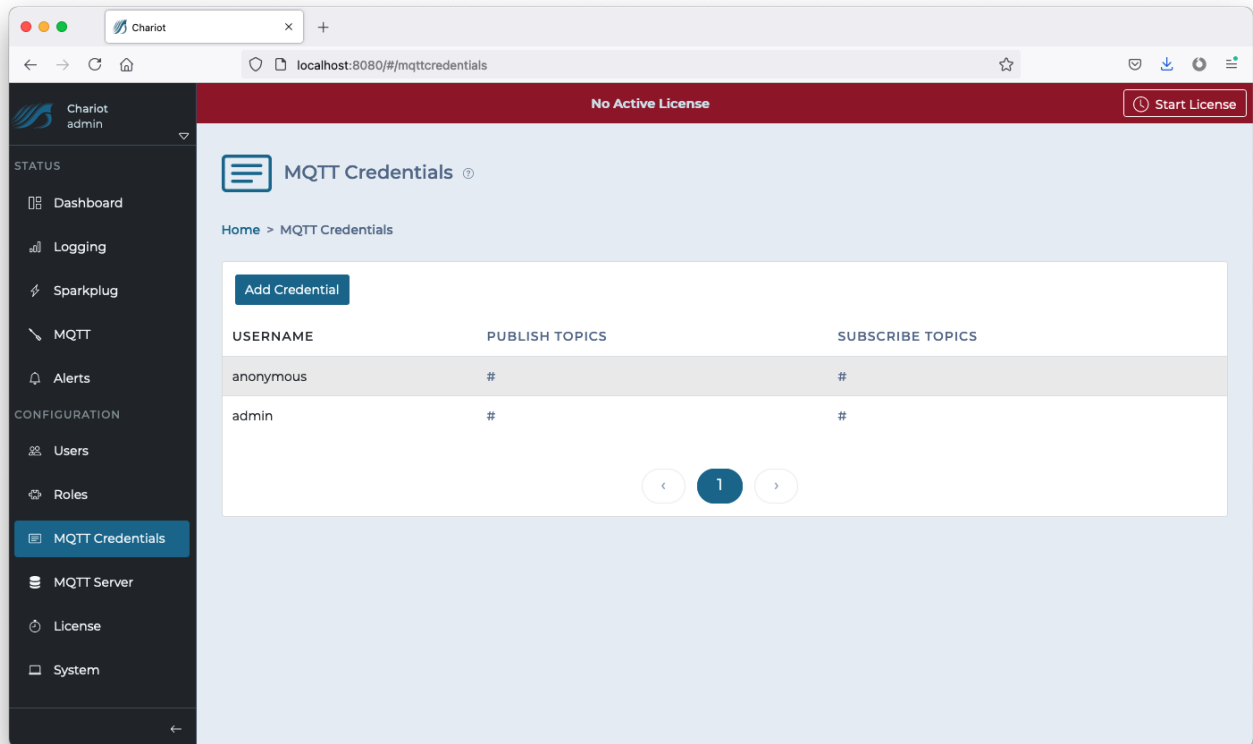 Chariot
localhost:8080/#/mqttcredentials
Chariot
admin
No Active License
Start License
STATUS
Dashboard
Logging
Sparkplug
MQTT
Alerts
CONFIGURATION
Users
Roles
MQTT Credentials
MQTT Server
License
System
MQTT Credentials
Home > MQTT Credentials
Add Credential
USERNAME PUBLISH TOPICS SUBSCRIBE TOPICS
anonymous # #
admin # #
‹ 1 ›